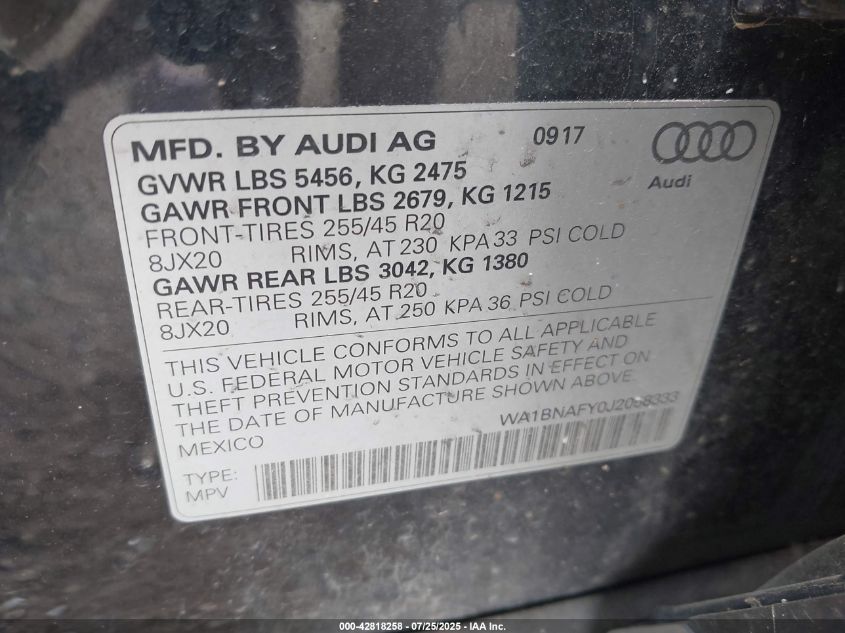 MFD. BY AUDI AG 0917
Audi
GVWR LBS 5456, KG 2475
GAWR FRONT LBS 2679, KG 1215
FRONT-TIRES 255/45 R20
8JX20 RIMS, AT 230 KPA 33 PSI COLD
GAWR REAR LBS 3042, KG 1380
REAR-TIRES 255/45 R20
8JX20 RIMS, AT 250 KPA 36 PSI COLD
THIS VEHICLE CONFORMS TO ALL APPLICABLE
U.S. FEDERAL MOTOR VEHICLE SAFETY AND
THEFT PREVENTION STANDARDS IN EFFECT ON
THE DATE OF MANUFACTURE SHOWN ABOVE.
MEXICO
TYPE:
MPV
000-42818258 - 07/25/2025 - IAA Inc.